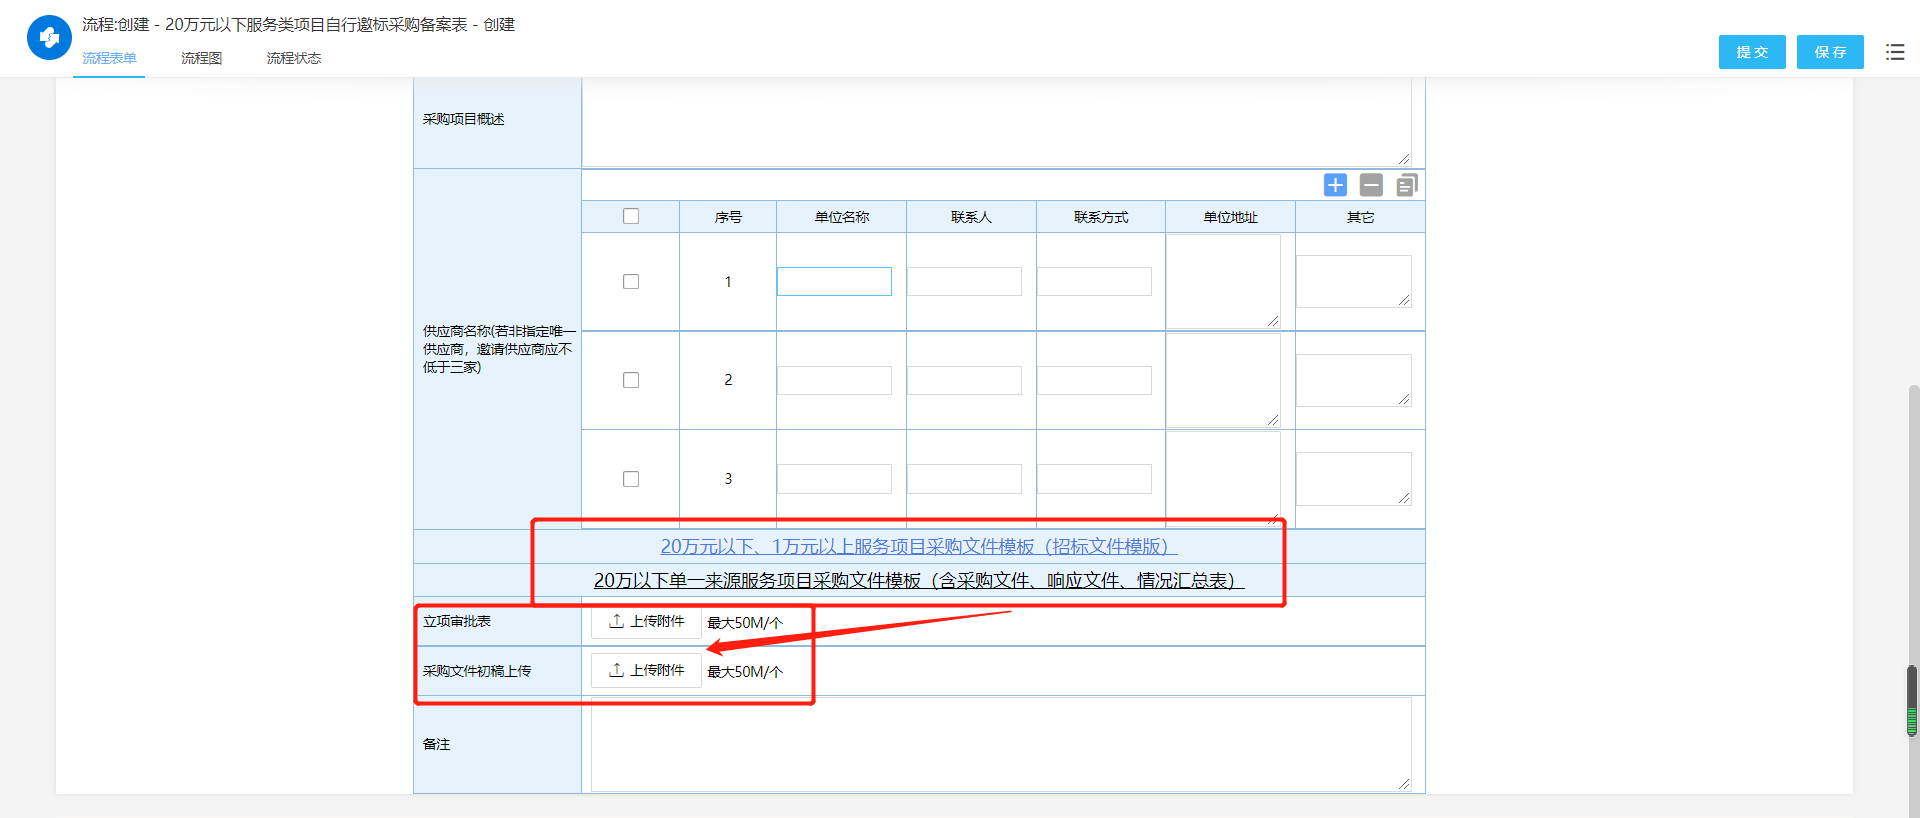 流程:创建 - 20万元以下服务类项目自行邀标采购备案表 - 创建
流程表单 流程图 流程状态
提交 保存
采购项目概述
序号 单位名称 联系人 联系方式 单位地址 其它
1
供应商名称(若非指定唯一
供应商，邀请供应商应不
低于三家)
2
3
20万元以下、1万元以上服务项目采购文件模板（招标文件模版）
20万以下单一来源服务项目采购文件模板（含采购文件、响应文件、情况汇总表）
立项审批表 上传附件 最大50M/个
采购文件初稿上传 上传附件 最大50M/个
备注